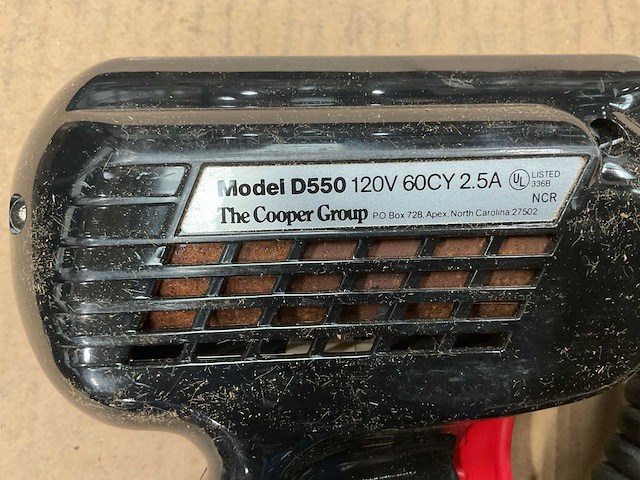 Model D550 120V 60CY 2.5A UL LISTED
336B
NCR
The Cooper Group P.O. Box 728, Apex, North Carolina 27502